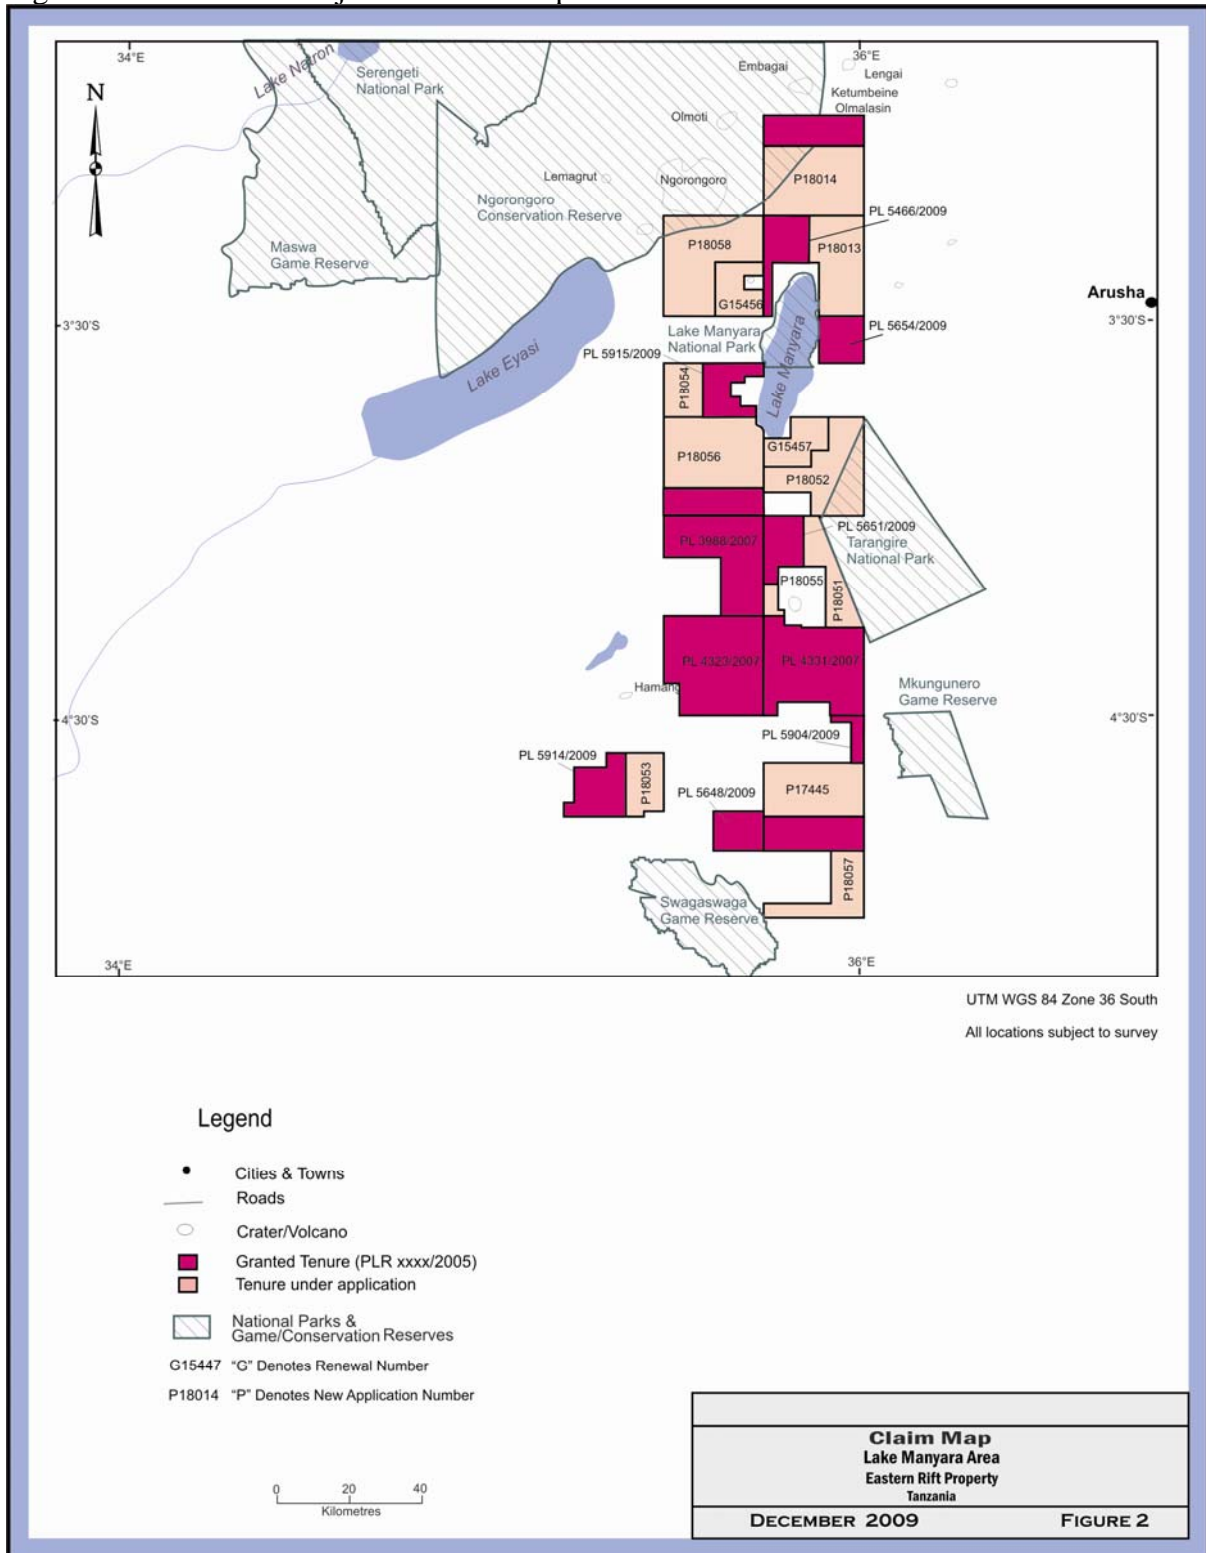 34°E
36°E
N
Lake Natron
Serengeti
National Park
Embagai
Lengai
Ketumbeine
Olmalasin
Olmoti
P18014
Lemagrut
Ngorongoro
Ngorongoro
Conservation Reserve
PL 5466/2009
Maswa
Game Reserve
P18058
P18013
G15456
Arusha
3°30'S
3°30'S
Lake Manyara
National Park
PL 5654/2009
PL 5915/2009
Lake Eyasi
Lake Manyara
P18054
G15457
P18056
P18052
PL 3988/2007
PL 5651/2009
Tarangire
National Park
P18055
P18051
PL 4323/2007
PL 4331/2007
Hamang
Mkungunero
Game Reserve
4°30'S
4°30'S
PL 5904/2009
PL 5914/2009
P18053
PL 5648/2009
P17445
P18057
Swagaswaga
Game Reserve
34°E
36°E
UTM WGS 84 Zone 36 South
All locations subject to survey
Legend
Cities & Towns
Roads
Crater/Volcano
Granted Tenure (PLR xxxx/2005)
Tenure under application
National Parks &
Game/Conservation Reserves
G15447 "G" Denotes Renewal Number
P18014 "P" Denotes New Application Number
0 20 40
Kilometres
Claim Map
Lake Manyara Area
Eastern Rift Property
Tanzania
DECEMBER 2009 FIGURE 2